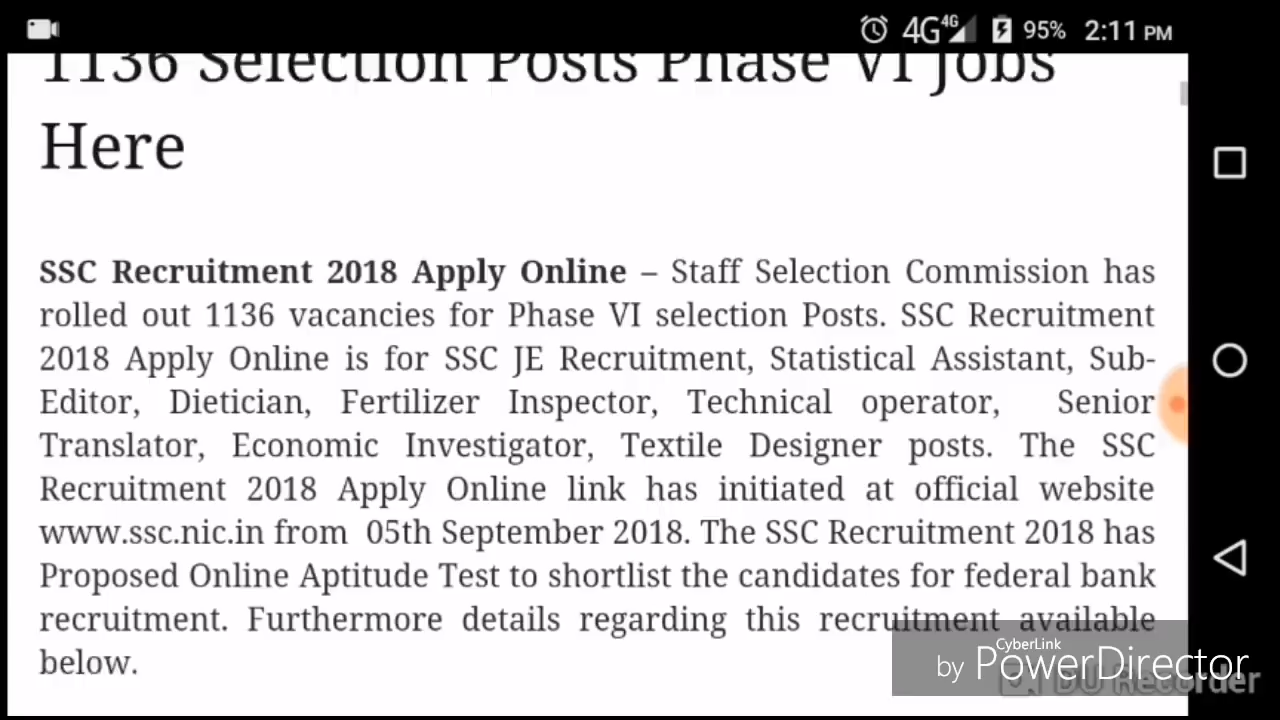 4G 4G 95% 2:11 PM
1136 Selection Posts Phase VI Jobs
Here
SSC Recruitment 2018 Apply Online – Staff Selection Commission has
rolled out 1136 vacancies for Phase VI selection Posts. SSC Recruitment
2018 Apply Online is for SSC JE Recruitment, Statistical Assistant, Sub-
Editor, Dietician, Fertilizer Inspector, Technical operator, Senior
Translator, Economic Investigator, Textile Designer posts. The SSC
Recruitment 2018 Apply Online link has initiated at official website
www.ssc.nic.in from 05th September 2018. The SSC Recruitment 2018 has
Proposed Online Aptitude Test to shortlist the candidates for federal bank
recruitment. Furthermore details regarding this recruitment available
below.
CyberLink
by PowerDirector
DU Recorder